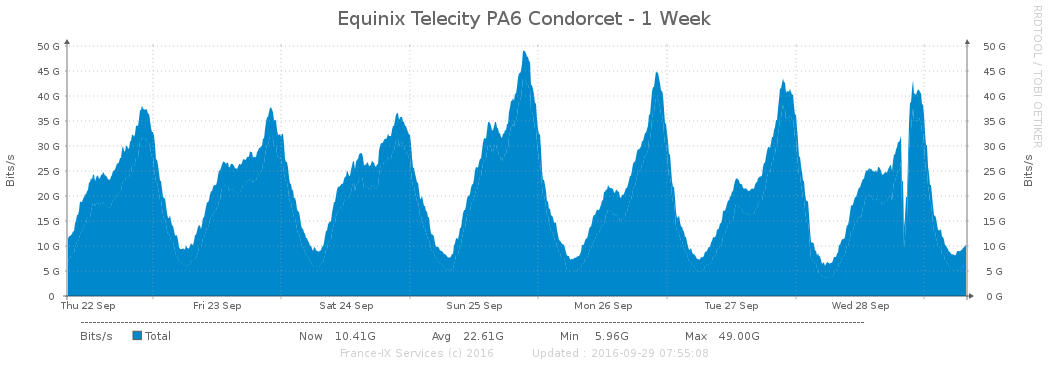 Equinix Telecity PA6 Condorcet - 1 Week
RRDTOOL / TOBI OETIKER
Bits/s
50 G 50 G
45 G 45 G
40 G 40 G
35 G 35 G
30 G 30 G
25 G 25 G
20 G 20 G
15 G 15 G
10 G 10 G
5 G 5 G
0 0 G
Bits/s
Thu 22 Sep Fri 23 Sep Sat 24 Sep Sun 25 Sep Mon 26 Sep Tue 27 Sep Wed 28 Sep
Bits/s Total Now 10.41G Avg 22.61G Min 5.96G Max 49.00G
France-IX Services (c) 2016 Updated : 2016-09-29 07:55:08